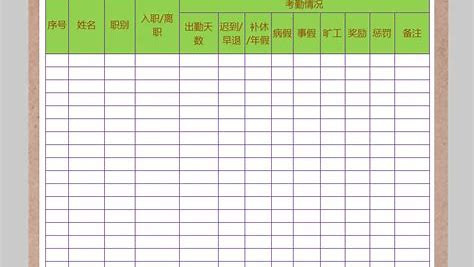 考勤情况
序号 姓名 职别 入职/离 出勤天 迟到/ 补休 病假 事假 旷工 奖励 惩罚 备注
职 数 早退 /年假